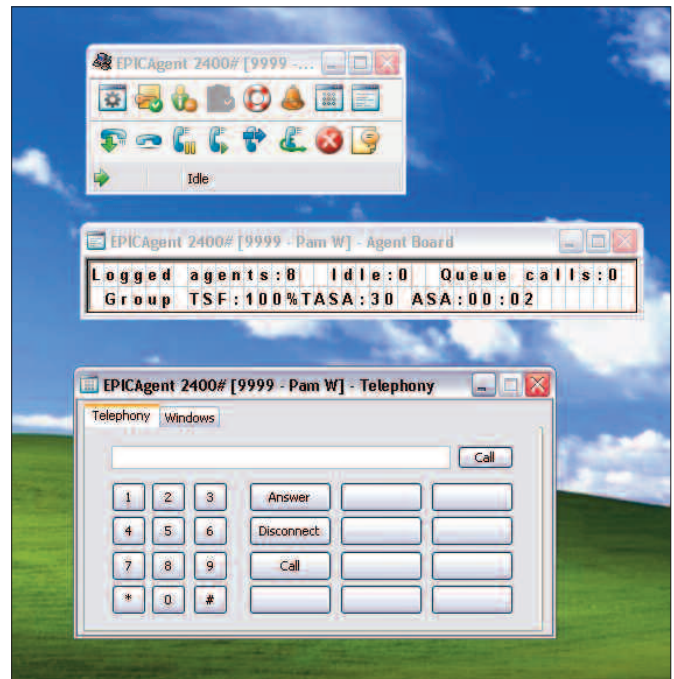 EPICAgent 2400# [9999 -...
Idle
EPICAgent 2400# [9999 - Pam W] - Agent Board
Logged agents:8 Idle:0 Queue calls:0
Group TSF:100%TASA:30 ASA:00:02
EPICAgent 2400# [9999 - Pam W] - Telephony
Telephony Windows
Call
1 2 3 Answer
4 5 6 Disconnect
7 8 9 Call
* 0 #